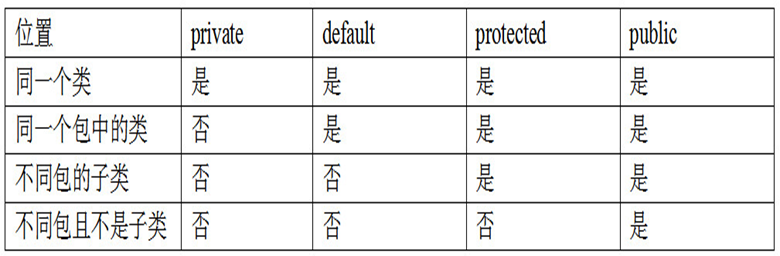 位置 private default protected public
同一个类 是 是 是 是
同一个包中的类 否 是 是 是
不同包的子类 否 否 是 是
不同包且不是子类 否 否 否 是